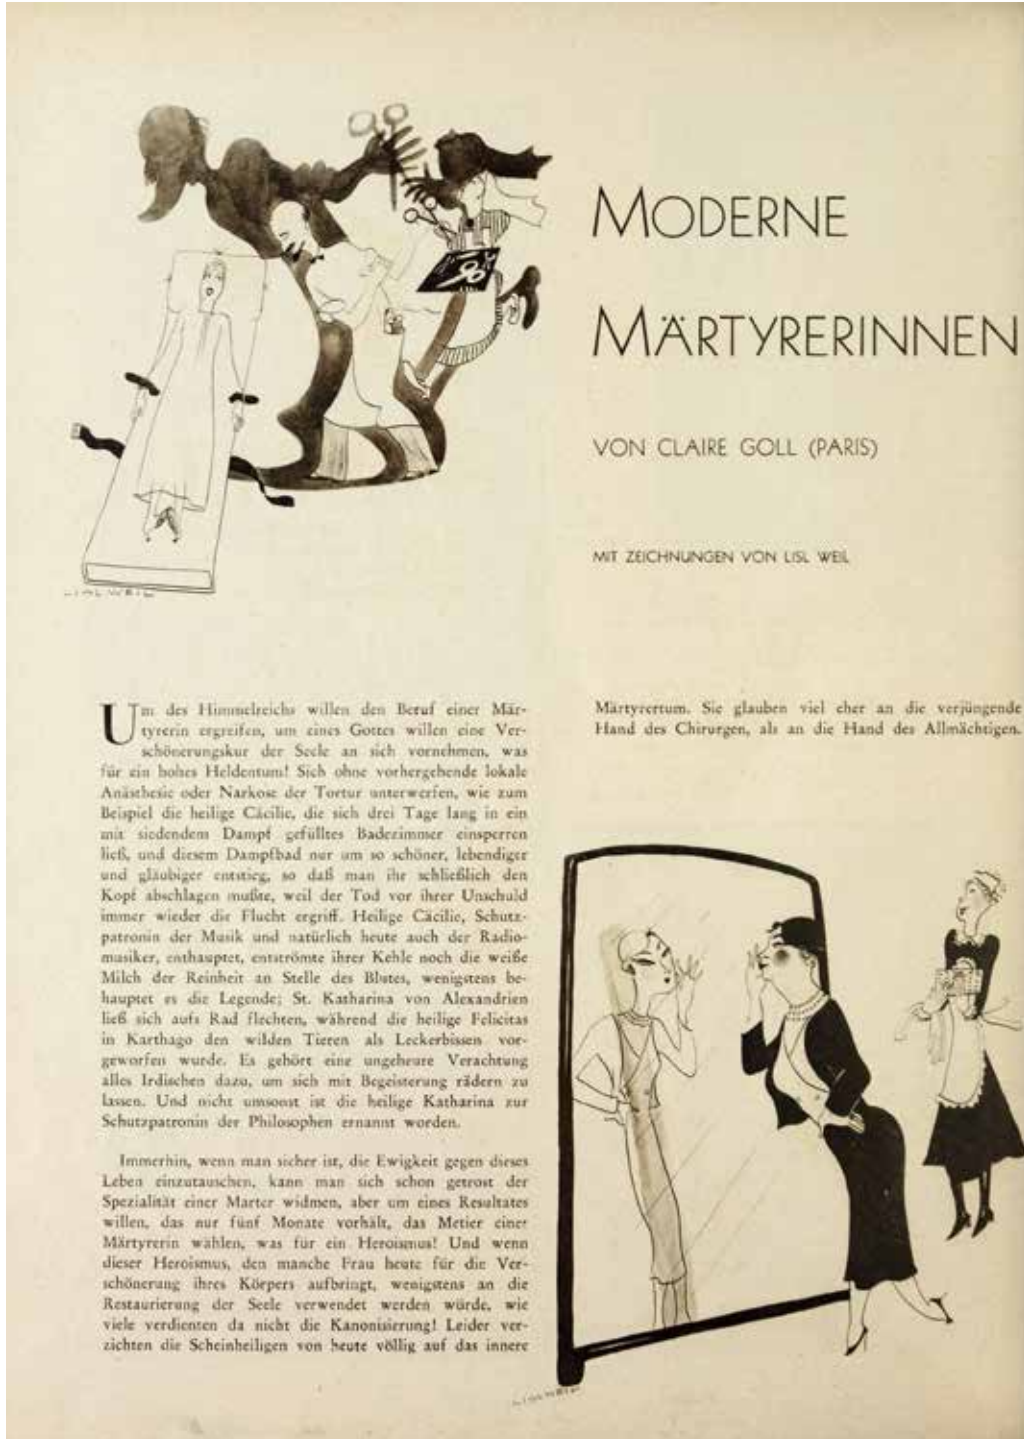 MODERNE
MÄRTYRERINNEN
VON CLAIRE GOLL (PARIS)
MIT ZEICHNUNGEN VON LISL WEIL
LISL WEIL
Um des Himmelreichs willen den Beruf einer Mär-
tyrerin ergreifen, um eines Gottes willen eine Ver-
schönerungskur der Seele an sich vornehmen, was
für ein hohes Heldentum! Sich ohne vorhergehende lokale
Anästhesie oder Narkose der Tortur unterwerfen, wie zum
Beispiel die heilige Cäcilie, die sich drei Tage lang in ein
mit siedendem Dampf gefülltes Badezimmer einsperren
ließ, und diesem Dampfbad nur um so schöner, lebendiger
und gläubiger entstieg, so daß man ihr schließlich den
Kopf abschlagen mußte, weil der Tod vor ihrer Unschuld
immer wieder die Flucht ergriff. Heilige Cäcilie, Schutz-
patronin der Musik und natürlich heute auch der Radio-
musiker, enthauptet, entströmte ihrer Kehle noch die weiße
Milch der Reinheit an Stelle des Blutes, wenigstens be-
hauptet es die Legende; St. Katharina von Alexandrien
ließ sich aufs Rad flechten, während die heilige Felicitas
in Karthago den wilden Tieren als Leckerbissen vor-
geworfen wurde. Es gehört eine ungeheure Verachtung
alles Irdischen dazu, um sich mit Begeisterung rädern zu
lassen. Und nicht umsonst ist die heilige Katharina zur
Schutzpatronin der Philosophen ernannt worden.
Immerhin, wenn man sicher ist, die Ewigkeit gegen dieses
Leben einzutauschen, kann man sich schon getrost der
Spezialität einer Marter widmen, aber um eines Resultates
willen, das nur fünf Monate vorhält, das Metier einer
Märtyrerin wählen, was für ein Heroismus! Und wenn
dieser Heroismus, den manche Frau heute für die Ver-
schönerung ihres Körpers aufbringt, wenigstens an die
Restaurierung der Seele verwendet werden würde, wie
viele verdienten da nicht die Kanonisierung! Leider ver-
zichten die Scheinheiligen von heute völlig auf das innere
Märtyrertum. Sie glauben viel eher an die verjüngende
Hand des Chirurgen, als an die Hand des Allmächtigen.
LISL WEIL